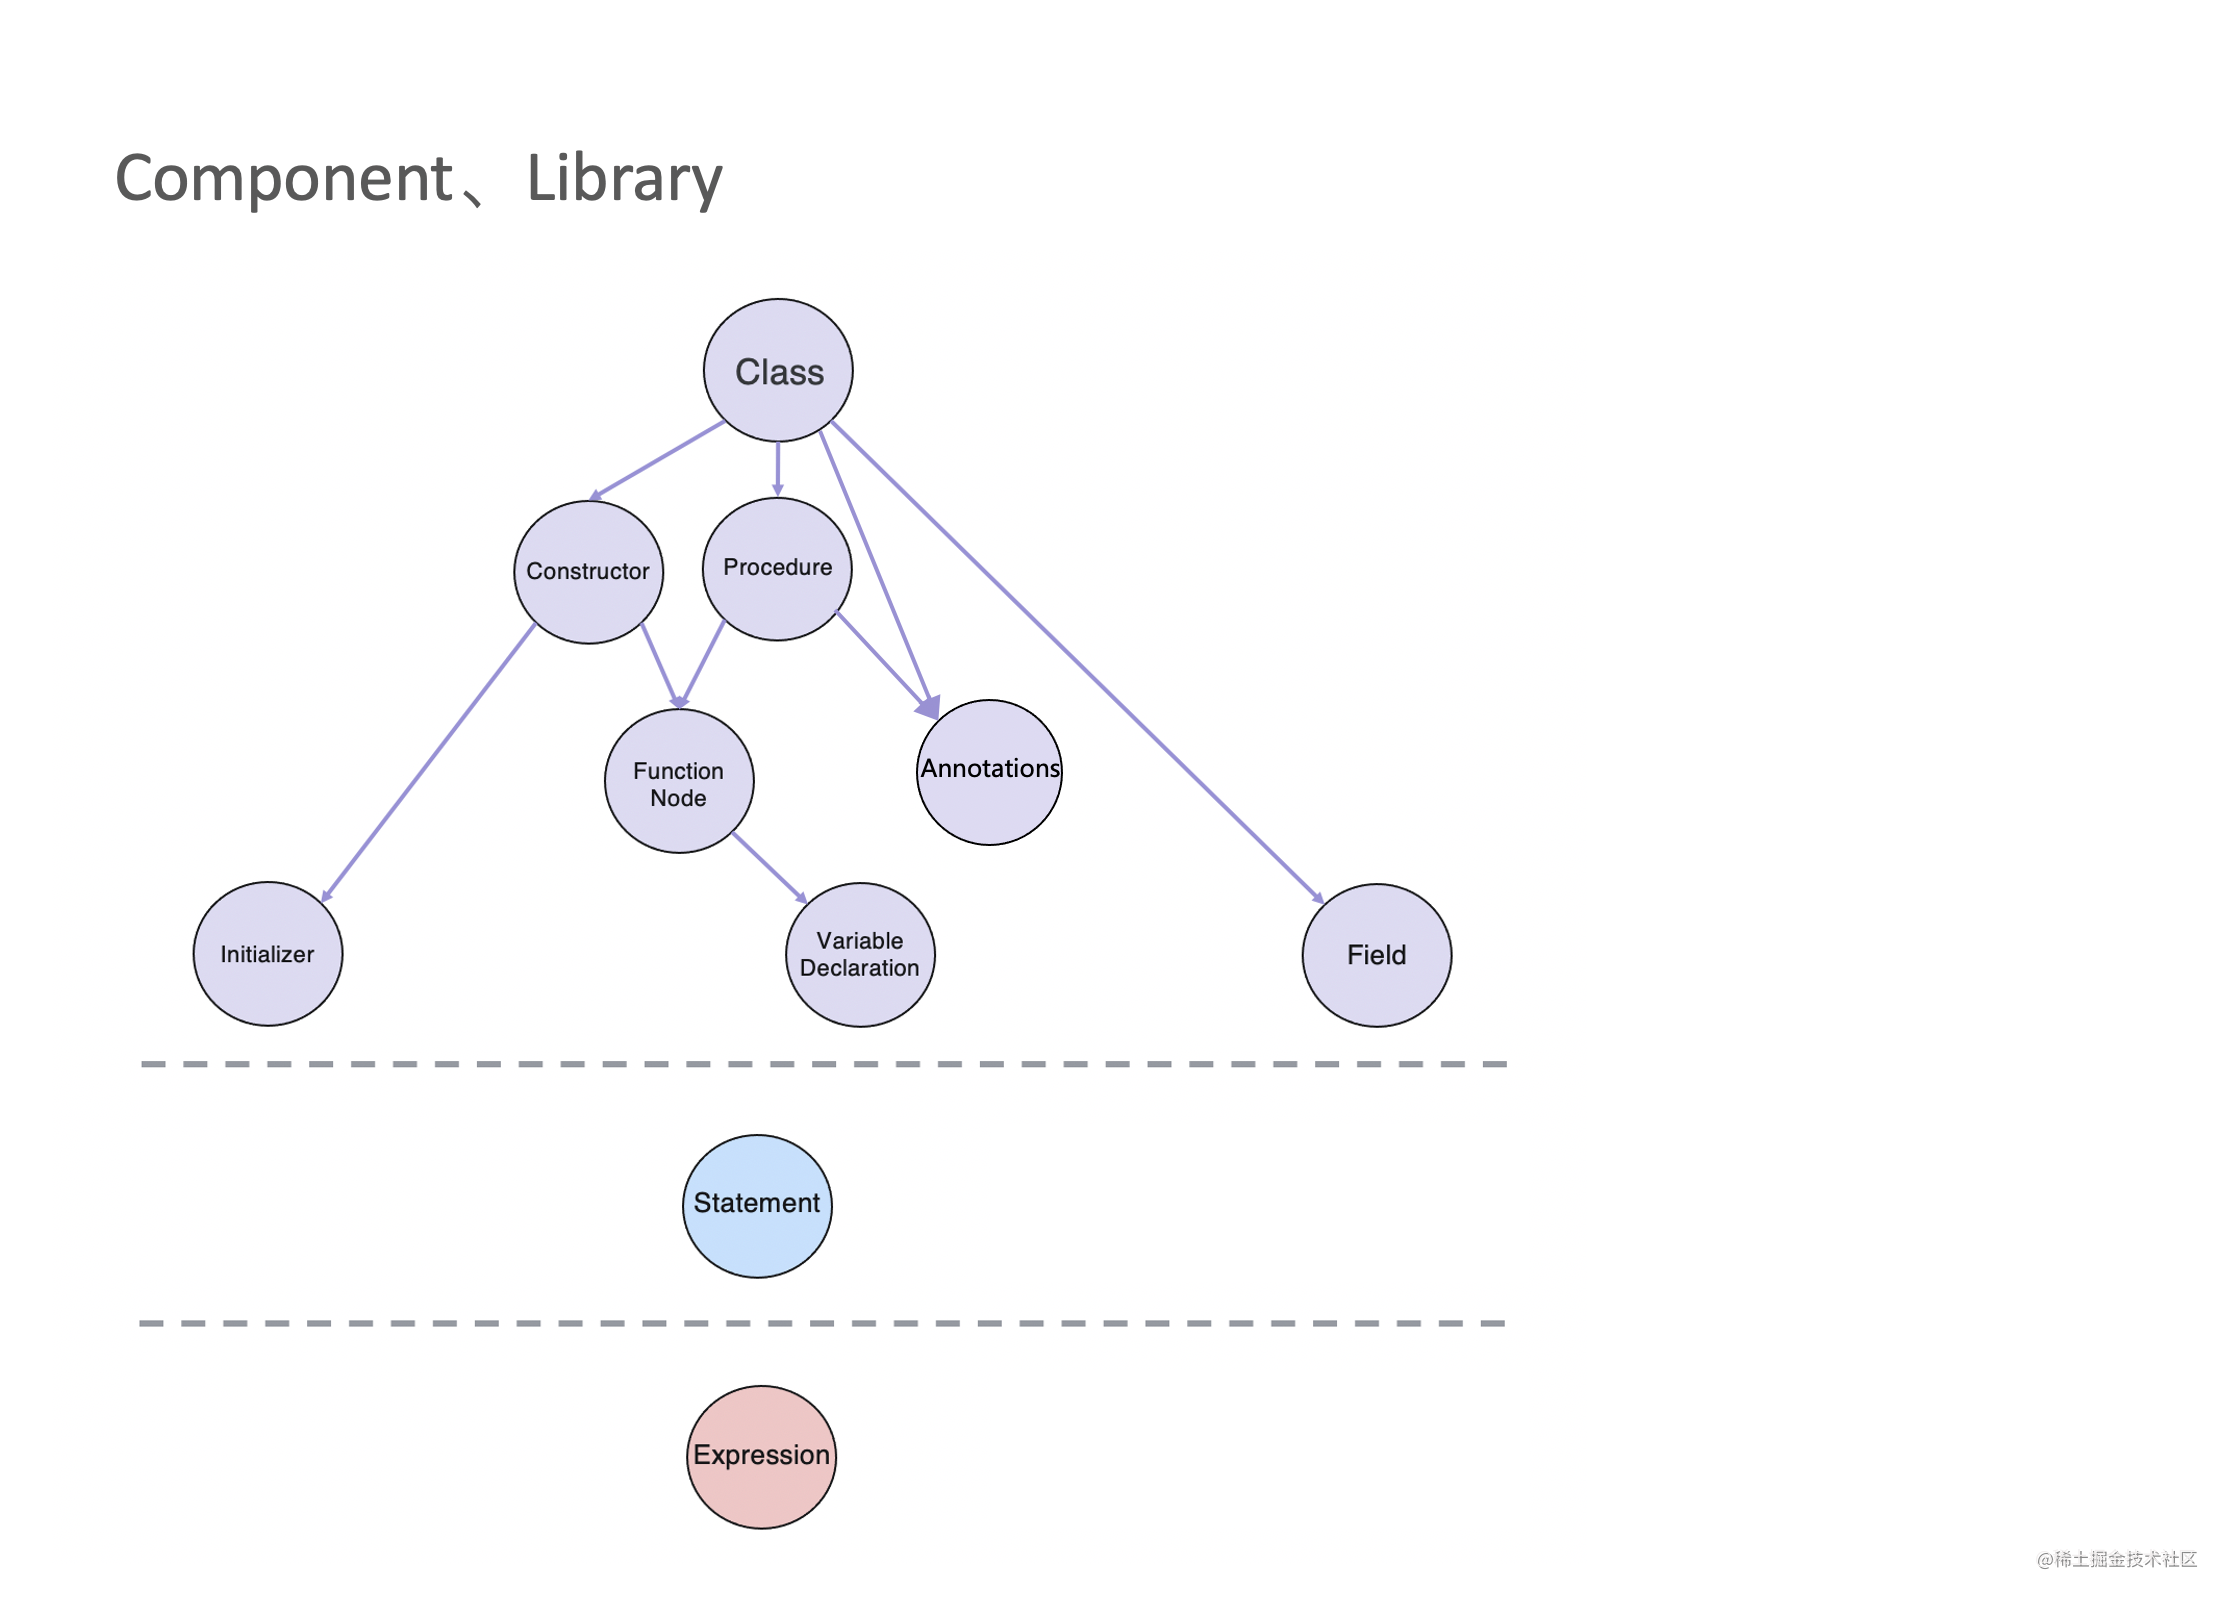 Component、Library
Class
Constructor
Procedure
Function
Node
Annotations
Initializer
Variable
Declaration
Field
Statement
Expression
@稀土掘金技术社区